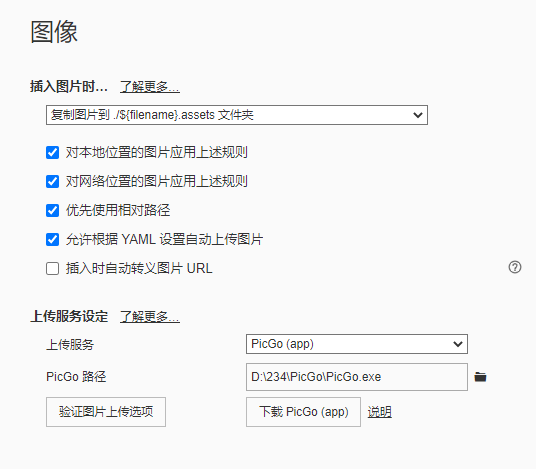 图像
插入图片时... 了解更多...
复制图片到 ./${filename}.assets 文件夹
对本地位置的图片应用上述规则
对网络位置的图片应用上述规则
优先使用相对路径
允许根据 YAML 设置自动上传图片
插入时自动转义图片 URL
上传服务设定 了解更多...
上传服务 PicGo (app)
PicGo 路径 D:\234\PicGo\PicGo.exe
验证图片上传选项 下载 PicGo (app) 说明